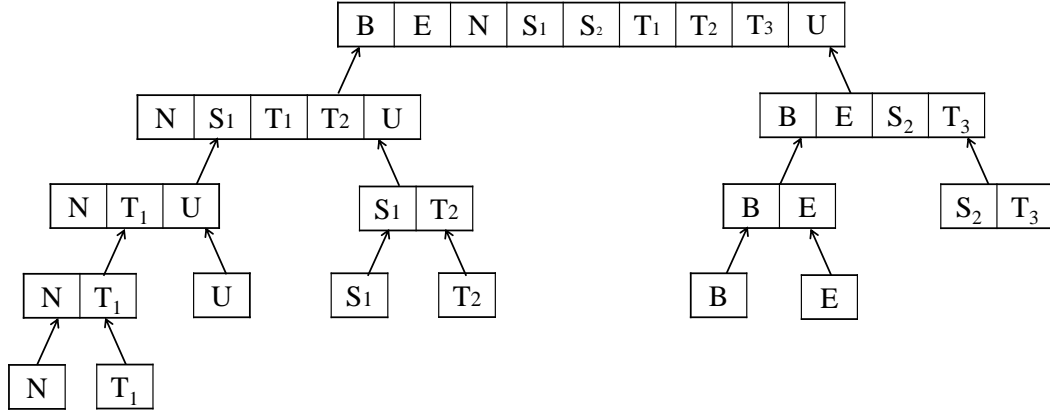 B E N S₁ S₂ T₁ T₂ T₃ U
N S₁ T₁ T₂ U
B E S₂ T₃
N T₁ U
S₁ T₂
B E
S₂ T₃
N T₁
U
S₁
T₂
B
E
N
T₁